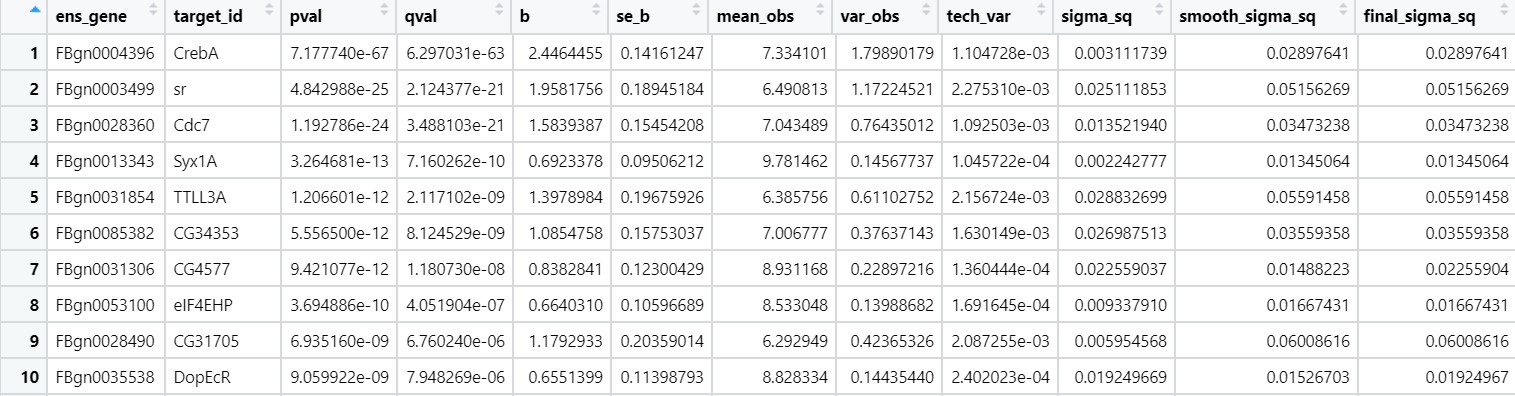 ens_gene target_id pval qval b se_b mean_obs var_obs tech_var sigma_sq smooth_sigma_sq final_sigma_sq
1 FBgn0004396 CrebA 7.177740e-67 6.297031e-63 2.4464455 0.14161247 7.334101 1.79890179 1.104728e-03 0.003111739 0.02897641 0.02897641
2 FBgn0003499 sr 4.842988e-25 2.124377e-21 1.9581756 0.18945184 6.490813 1.17224521 2.275310e-03 0.025111853 0.05156269 0.05156269
3 FBgn0028360 Cdc7 1.192786e-24 3.488103e-21 1.5839387 0.15454208 7.043489 0.76435012 1.092503e-03 0.013521940 0.03473238 0.03473238
4 FBgn0013343 Syx1A 3.264681e-13 7.160262e-10 0.6923378 0.09506212 9.781462 0.14567737 1.045722e-04 0.002242777 0.01345064 0.01345064
5 FBgn0031854 TTLL3A 1.206601e-12 2.117102e-09 1.3978984 0.19675926 6.385756 0.61102752 2.156724e-03 0.028832699 0.05591458 0.05591458
6 FBgn0085382 CG34353 5.556500e-12 8.124529e-09 1.0854758 0.15753037 7.006777 0.37637143 1.630149e-03 0.026987513 0.03559358 0.03559358
7 FBgn0031306 CG4577 9.421077e-12 1.180730e-08 0.8382841 0.12300429 8.931168 0.22897216 1.360444e-04 0.022559037 0.01488223 0.02255904
8 FBgn0053100 eIF4EHP 3.694886e-10 4.051904e-07 0.6640310 0.10596689 8.533048 0.13988682 1.691645e-04 0.009337910 0.01667431 0.01667431
9 FBgn0028490 CG31705 6.935160e-09 6.760240e-06 1.1792933 0.20359014 6.292949 0.42365326 2.087255e-03 0.005954568 0.06008616 0.06008616
10 FBgn0035538 DopEcR 9.059922e-09 7.948269e-06 0.6551399 0.11398793 8.828334 0.14435440 2.402023e-04 0.019249669 0.01526703 0.01924967